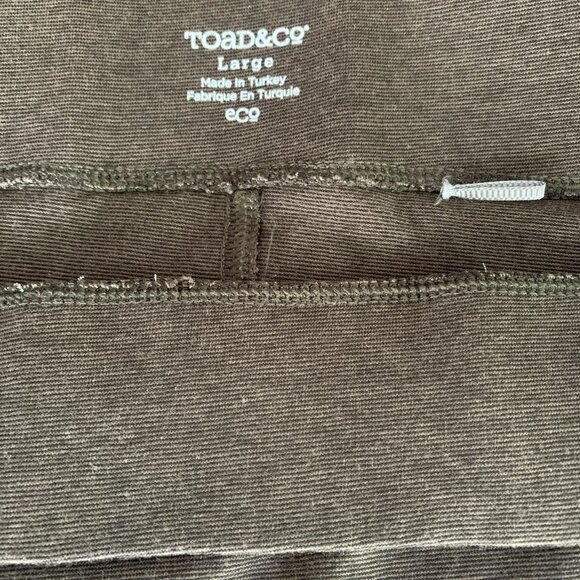 TOAD&CO
Large
Made in Turkey
Fabrique En Turquie
eCO